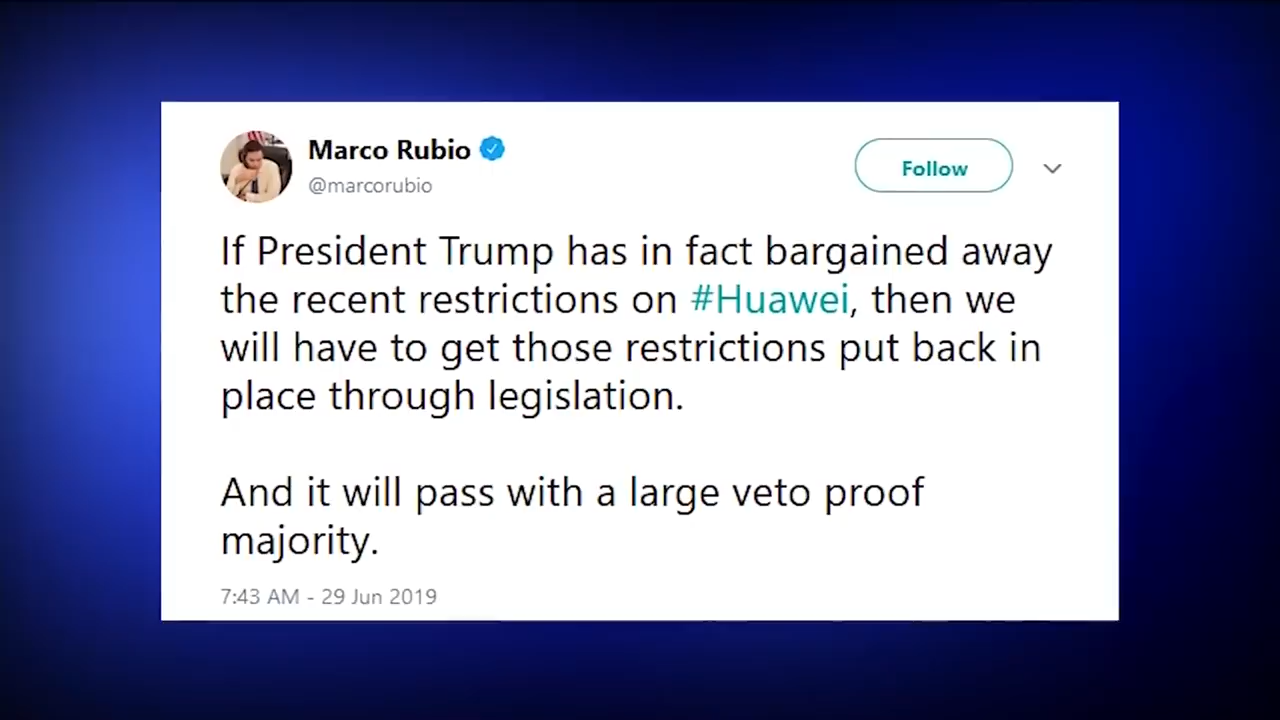 Marco Rubio
@marcorubio
Follow
If President Trump has in fact bargained away
the recent restrictions on #Huawei, then we
will have to get those restrictions put back in
place through legislation.
And it will pass with a large veto proof
majority.
7:43 AM - 29 Jun 2019